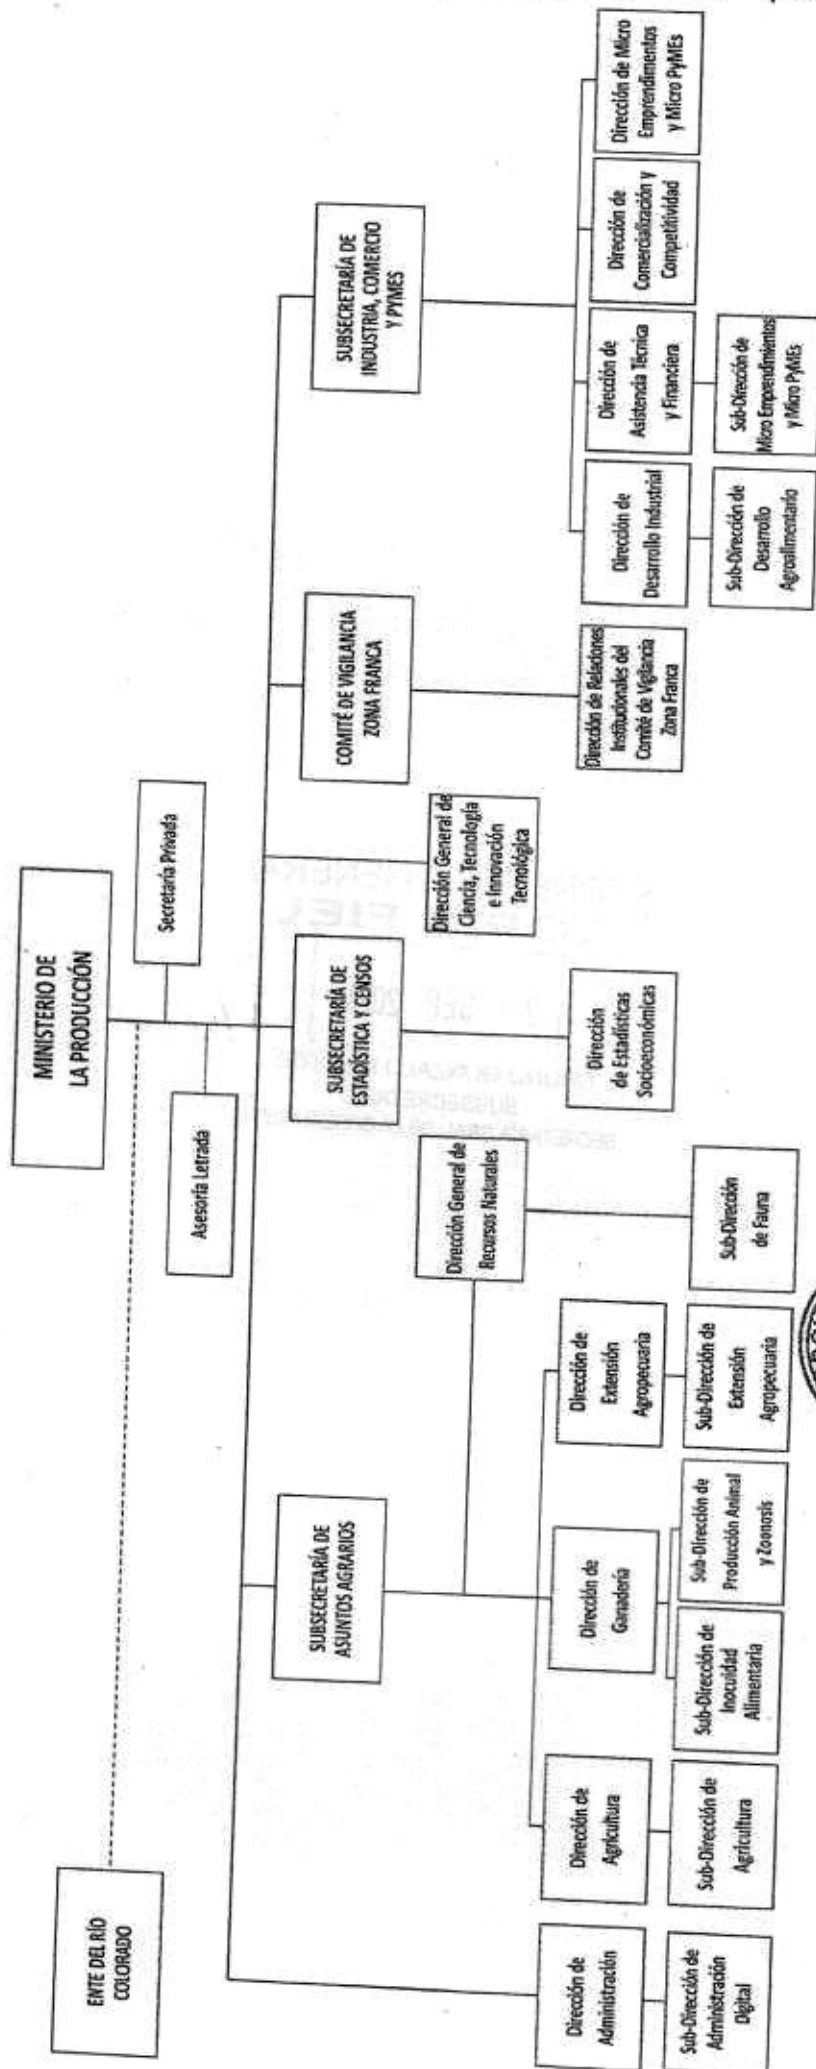 MINISTERIO DE
LA PRODUCCIÓN
ENTE DEL RÍO
COLORADO
Secretaría Privada
Asesoría Letrada
SUBSECRETARÍA DE
ASUNTOS AGRARIOS
SUBSECRETARÍA DE
ESTADÍSTICA Y CENSOS
COMITÉ DE VIGILANCIA
ZONA FRANCA
SUBSECRETARÍA DE
INDUSTRIA, COMERCIO
Y PYMES
Dirección General de
Recursos Naturales
Dirección General de
Ciencia, Tecnología
e Innovación
Tecnológica
Dirección de
Administración
Dirección de
Agricultura
Dirección de
Ganadería
Dirección de
Extensión
Agropecuaria
Dirección
de Estadísticas
Socioeconómicas
Dirección de Relaciones
Institucionales del
Comité de Vigilancia
Zona Franca
Dirección de
Desarrollo Industrial
Dirección de
Asistencia Técnica
y Financiera
Dirección de
Comercialización y
Competitividad
Dirección de Micro
Emprendimentos
y Micro PyMEs
Sub-Dirección de
Administración
Digital
Sub-Dirección de
Agricultura
Sub-Dirección de
Inocuidad
Alimentaria
Sub-Dirección de
Producción Animal
y Zoonosis
Sub-Dirección de
Extensión
Agropecuaria
Sub-Dirección
de Fauna
Sub-Dirección de
Desarrollo
Agroalimentario
Sub-Dirección de
Micro Emprendimentos
y Micro PyMEs